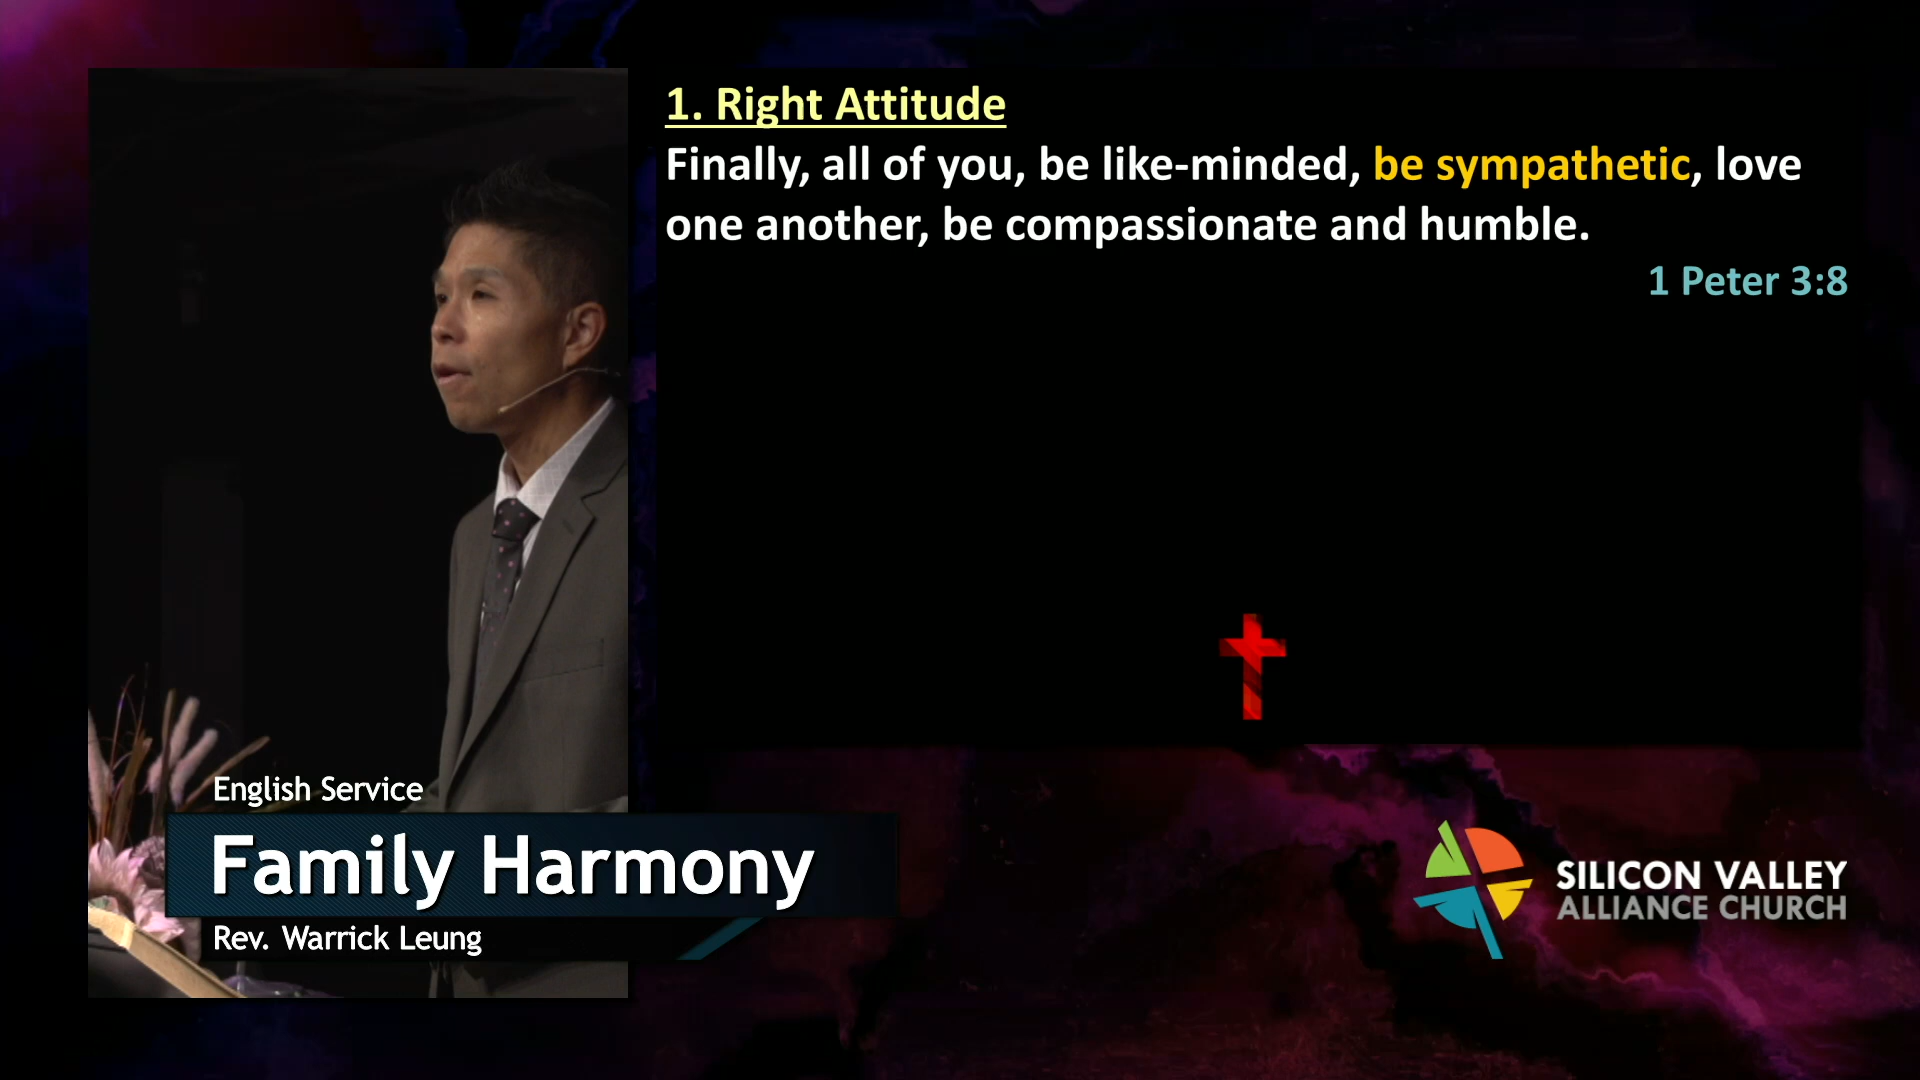 1. Right Attitude
Finally, all of you, be like-minded, be sympathetic, love
one another, be compassionate and humble.
1 Peter 3:8
English Service
Family Harmony
Rev. Warrick Leung
SILICON VALLEY
ALLIANCE CHURCH